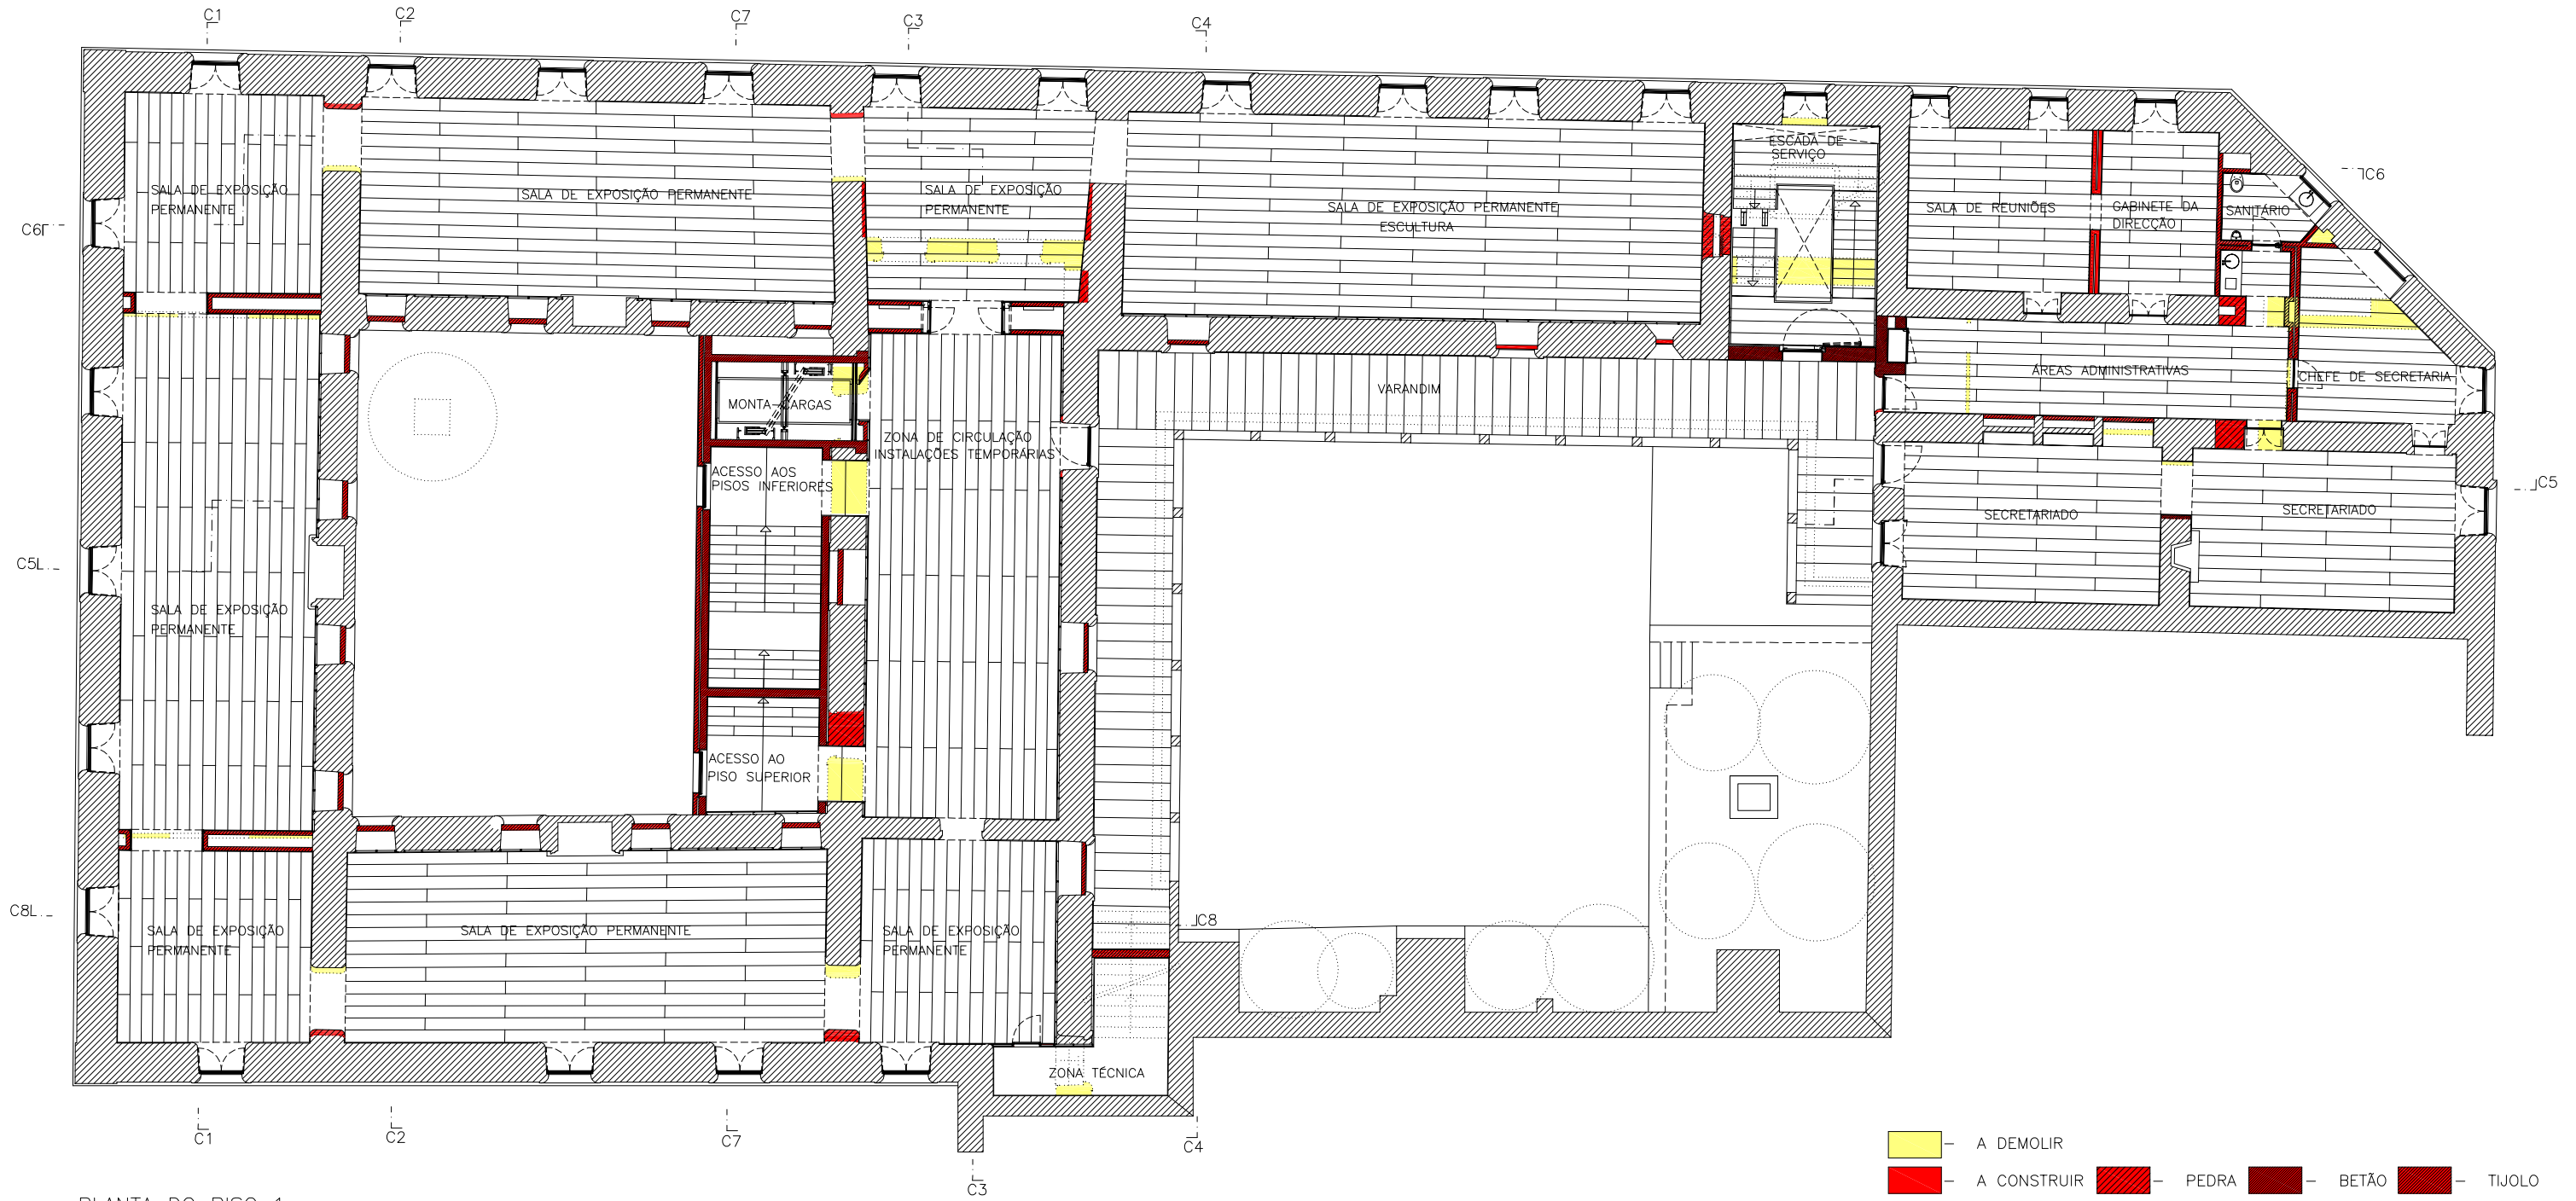 C1
C2
C7
C3
C4
C6
C6
C5
C5
C8
C8
C1
C2
C7
C4
C3
SALA DE EXPOSIÇÃO
PERMANENTE
SALA DE EXPOSIÇÃO PERMANENTE
SALA DE EXPOSIÇÃO
PERMANENTE
SALA DE EXPOSIÇÃO PERMANENTE
ESCULTURA
ESCADA DE
SERVIÇO
SALA DE REUNIÕES
GABINETE DA
DIRECÇÃO
SANITÁRIO
MONTA-CARGAS
VARANDIM
ÁREAS ADMINISTRATIVAS
CHEFE DE SECRETARIA
ZONA DE CIRCULAÇÃO
INSTALAÇÕES TEMPORÁRIAS
ACESSO AOS
PISOS INFERIORES
SECRETARIADO
SECRETARIADO
SALA DE EXPOSIÇÃO
PERMANENTE
ACESSO AO
PISO SUPERIOR
SALA DE EXPOSIÇÃO
PERMANENTE
SALA DE EXPOSIÇÃO PERMANENTE
SALA DE EXPOSIÇÃO
PERMANENTE
ZONA TÉCNICA
- A DEMOLIR
- A CONSTRUIR - PEDRA - BETÃO - TIJOLO
PLANTA DO PISO 1